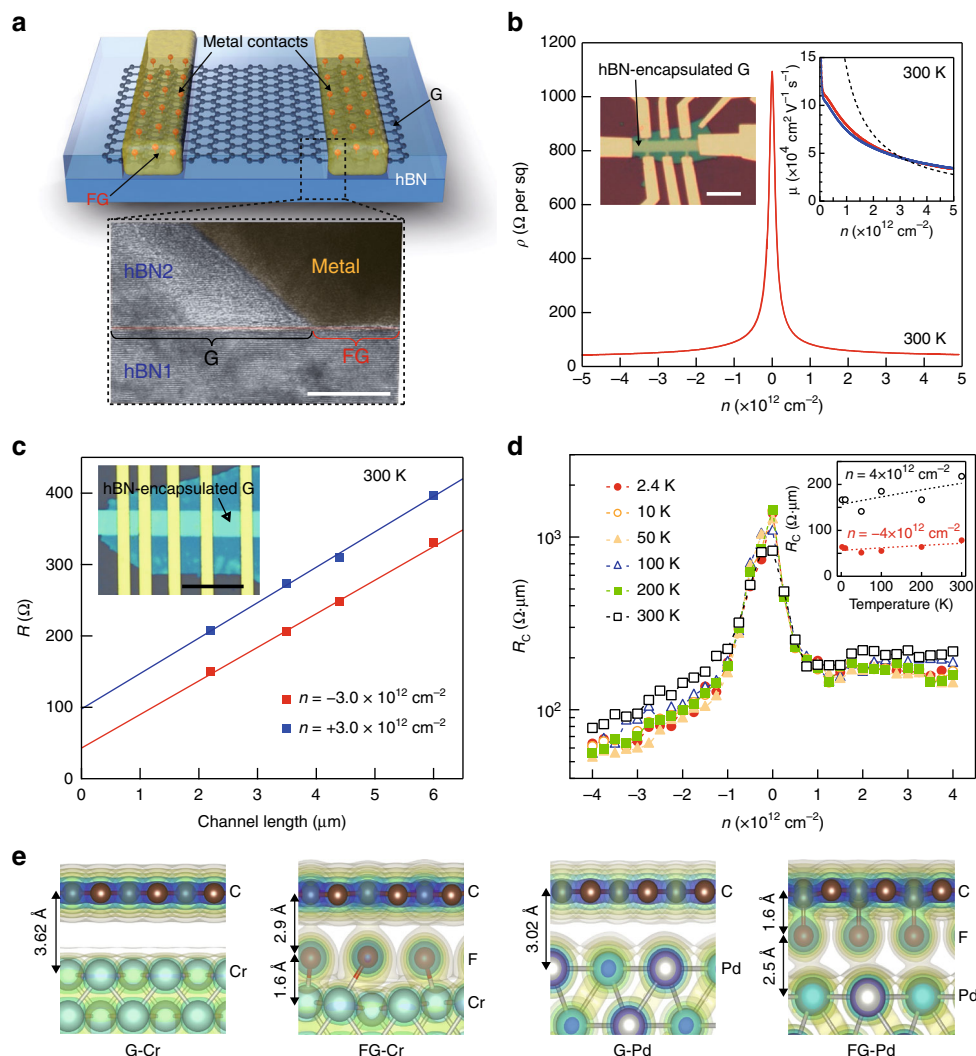 a
Metal contacts
G
FG
hBN
hBN2
Metal
G
FG
hBN1
b
1200
1000
800
600
400
200
0
ρ (Ω per sq)
hBN-encapsulated G
300 K
15
10
5
0
μ (×10⁴ cm² V⁻¹ s⁻¹)
0 1 2 3 4 5
n (×10¹² cm⁻²)
300 K
−5 −4 −3 −2 −1 0 1 2 3 4 5
n (×10¹² cm⁻²)
c
400
300
200
100
0
R (Ω)
hBN-encapsulated G
300 K
n = −3.0 × 10¹² cm⁻²
n = +3.0 × 10¹² cm⁻²
0 1 2 3 4 5 6
Channel length (μm)
d
10³
10²
R_C (Ω·μm)
2.4 K
10 K
50 K
100 K
200 K
300 K
200
150
100
50
0
R_C (Ω·μm)
n = 4×10¹² cm⁻²
n = −4×10¹² cm⁻²
0 100 200 300
Temperature (K)
−4 −3 −2 −1 0 1 2 3 4
n (×10¹² cm⁻²)
e
3.62 Å
C
Cr
G-Cr
2.9 Å
1.6 Å
C
F
Cr
FG-Cr
3.02 Å
C
Pd
G-Pd
1.6 Å
2.5 Å
C
F
Pd
FG-Pd